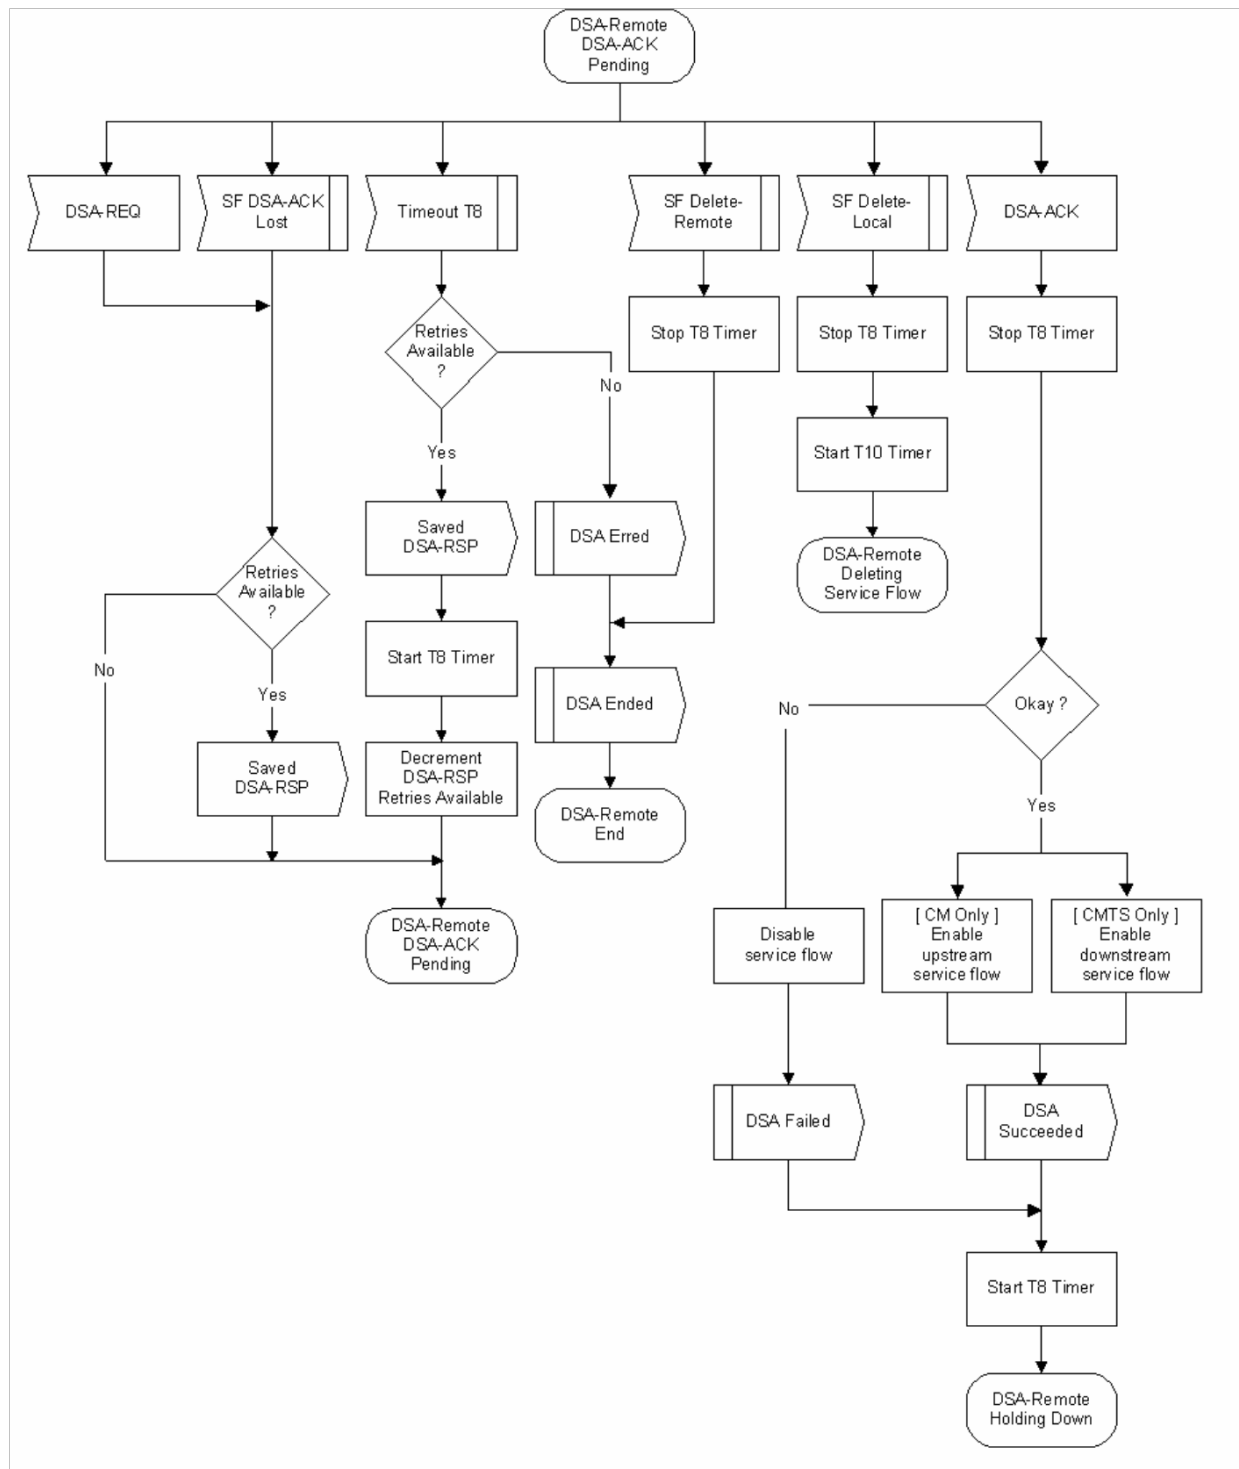 DSA-Remote
DSA-ACK
Pending
DSA-REQ
SF DSA-ACK
Lost
Timeout T8
SF Delete-
Remote
SF Delete-
Local
DSA-ACK
Retries
Available
?
No
Yes
Stop T8 Timer
Stop T8 Timer
Stop T8 Timer
Start T10 Timer
Saved
DSA-RSP
DSA Erred
DSA-Remote
Deleting
Service Flow
Retries
Available
?
No
Yes
Start T8 Timer
DSA Ended
Okay ?
No
Yes
Saved
DSA-RSP
Decrement
DSA-RSP
Retries Available
DSA-Remote
End
DSA-Remote
DSA-ACK
Pending
Disable
service flow
[ CM Only ]
Enable
upstream
service flow
[ CMTS Only ]
Enable
downstream
service flow
DSA Failed
DSA
Succeeded
Start T8 Timer
DSA-Remote
Holding Down